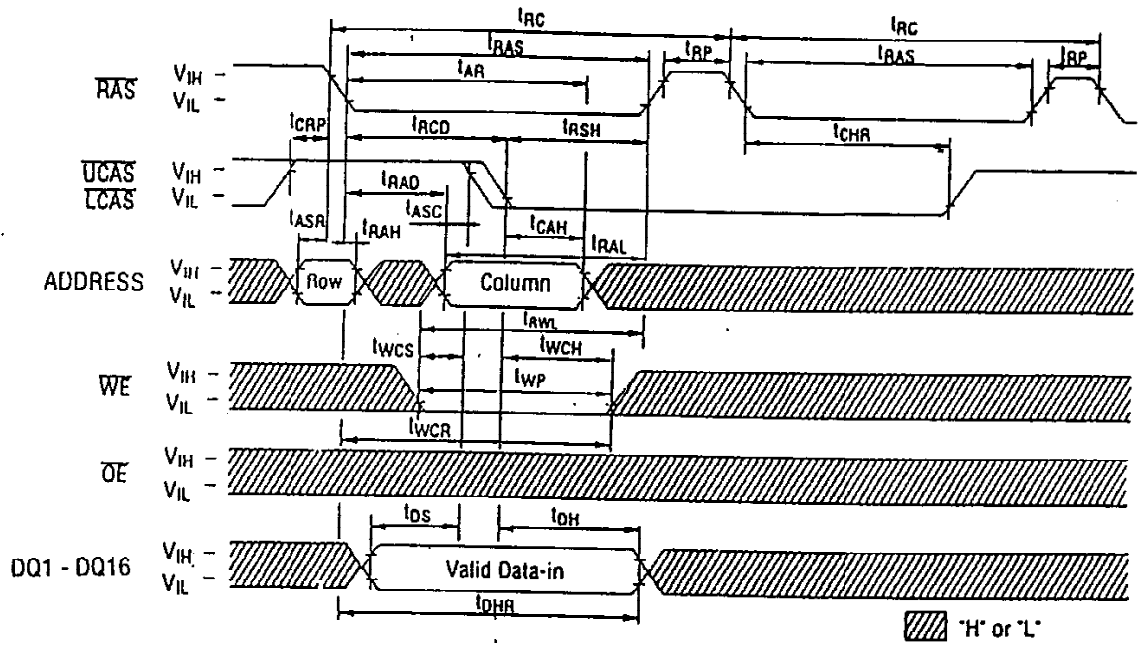 tRC tRC
tRAS tRP tRAS tRP
tAR
RAS VIH
VIL
tCRP tRCD tRSH tCHR
UCAS VIH
LCAS VIL
tRAD
tASC
tASR tRAH tCAH tRAL
ADDRESS VIH Row Column
VIL
tRWL
tWCS tWCH
WE VIH tWP
VIL
tWCR
OE VIH
VIL
tDS tDH
DQ1 - DQ16 VIH Valid Data-in
VIL
tDHR
"H" or "L"